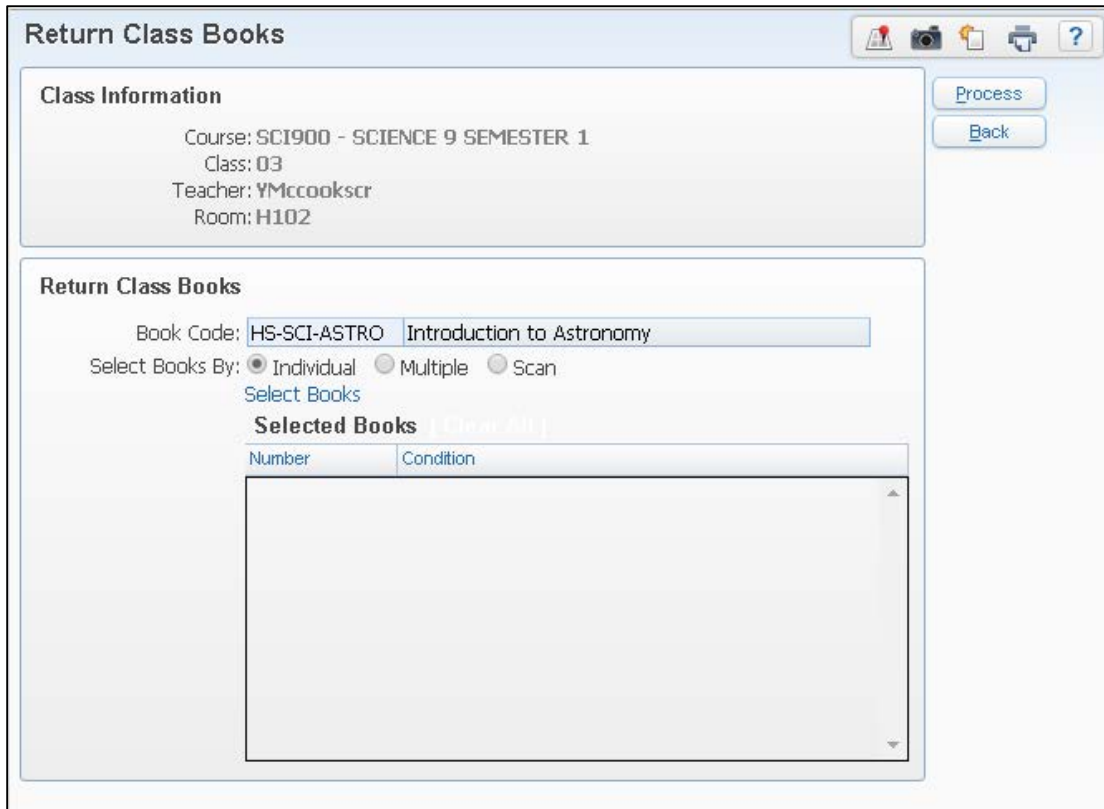 Return Class Books
?
Process
Back
Class Information
Course: SCI900 - SCIENCE 9 SEMESTER 1
Class: 03
Teacher: YMccookscr
Room: H102
Return Class Books
Book Code: HS-SCI-ASTRO Introduction to Astronomy
Select Books By: Individual Multiple Scan
Select Books
Selected Books [ Clear All ]
Number Condition